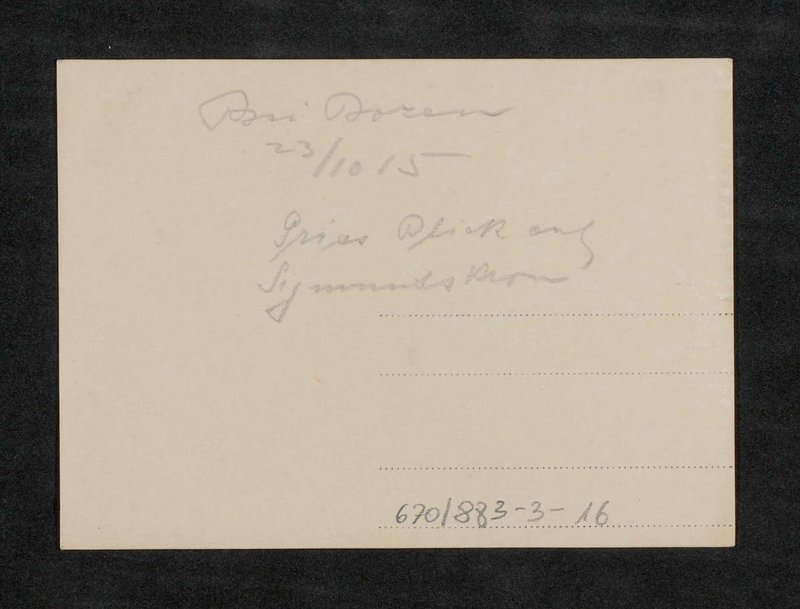 Bei Bozen
23/10 15
Gries Blick auf
Sigmundskron
670/883-3-16